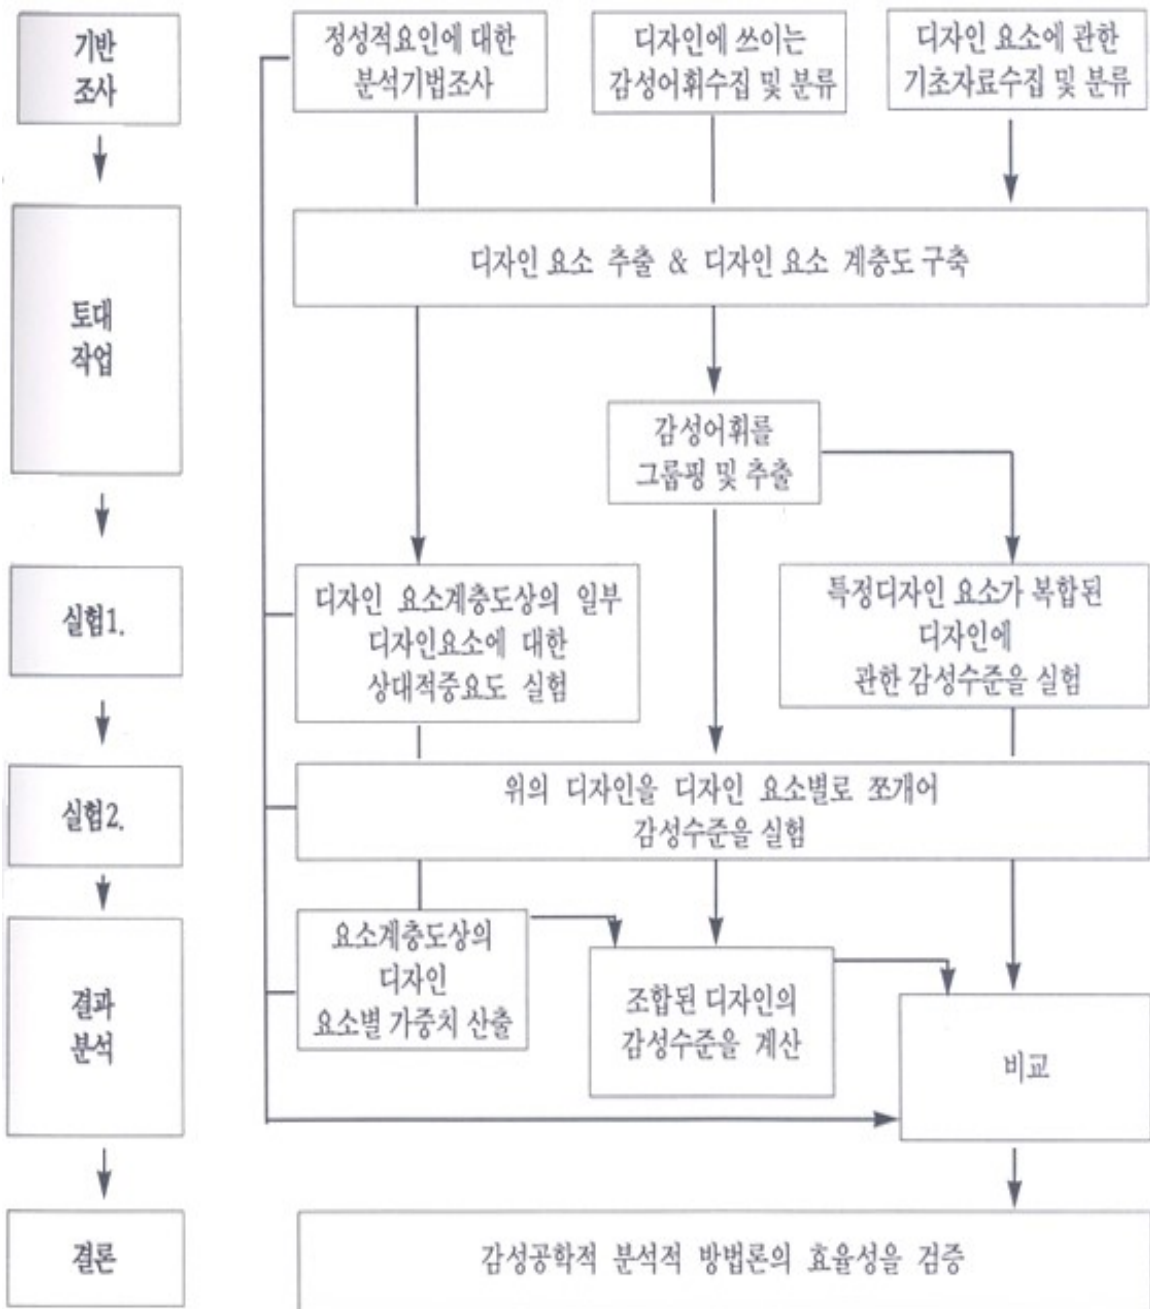 기반
조사
정성적요인에 대한
분석기법조사
디자인에 쓰이는
감성어휘수집 및 분류
디자인 요소에 관한
기초자료수집 및 분류
토대
작업
디자인 요소 추출 & 디자인 요소 계층도 구축
감성어휘를
그룹핑 및 추출
실험1.
디자인 요소계층도상의 일부
디자인요소에 대한
상대적중요도 실험
특정디자인 요소가 복합된
디자인에
관한 감성수준을 실험
실험2.
위의 디자인을 디자인 요소별로 쪼개어
감성수준을 실험
결과
분석
요소계층도상의
디자인
요소별 가중치 산출
조합된 디자인의
감성수준을 계산
비교
결론
감성공학적 분석적 방법론의 효율성을 검증